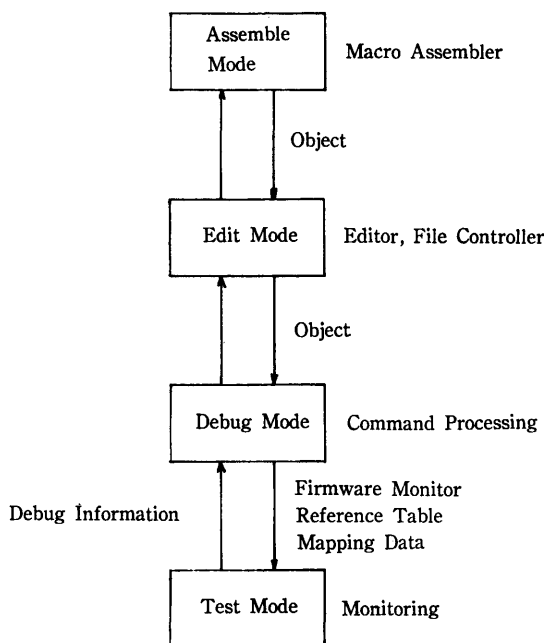 Assemble
Mode
Macro Assembler
Object
Edit Mode
Editor, File Controller
Object
Debug Mode
Command Processing
Debug Information
Firmware Monitor
Reference Table
Mapping Data
Test Mode
Monitoring